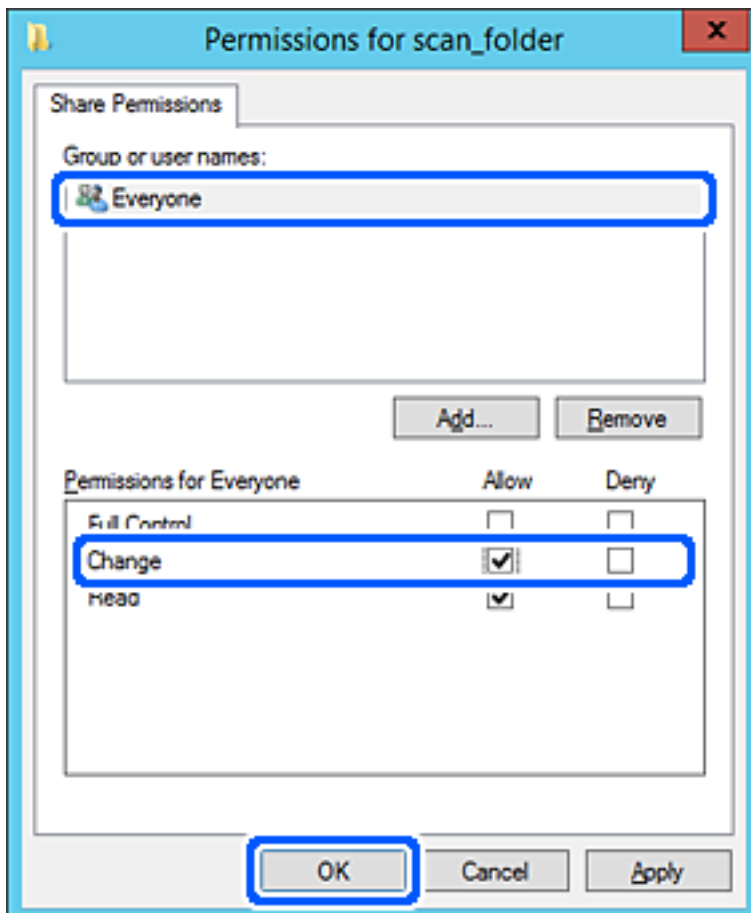 Permissions for scan_folder
Share Permissions
Group or user names:
Everyone
Add... Remove
Permissions for Everyone Allow Deny
Full Control
Change
Read
OK Cancel Apply